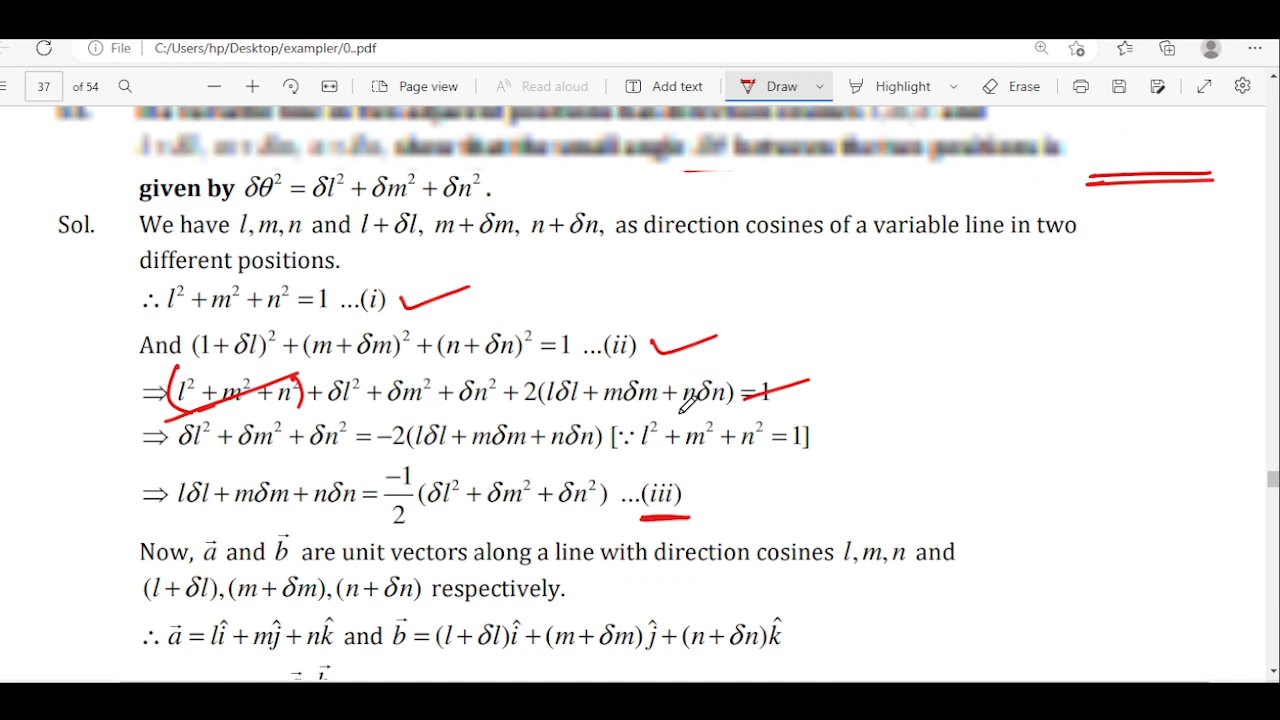 File C:/Users/hp/Desktop/exampler/0..pdf
37 of 54 Page view Read aloud Add text Draw Highlight Erase
given by δθ² = δl² + δm² + δn² .
Sol. We have l, m, n and l + δl, m + δm, n + δn, as direction cosines of a variable line in two
different positions.
∴ l² + m² + n² = 1 ...(i)
And (1 + δl)² + (m + δm)² + (n + δn)² = 1 ...(ii)
⇒ (l² + m² + n²) + δl² + δm² + δn² + 2(lδl + mδm + nδn) = 1
⇒ δl² + δm² + δn² = −2(lδl + mδm + nδn) [∵ l² + m² + n² = 1]
⇒ lδl + mδm + nδn = −1/2 (δl² + δm² + δn²) ...(iii)
Now, a⃗ and b⃗ are unit vectors along a line with direction cosines l, m, n and
(l + δl), (m + δm), (n + δn) respectively.
∴ a⃗ = lî + mĵ + nk̂ and b⃗ = (l + δl)î + (m + δm)ĵ + (n + δn)k̂